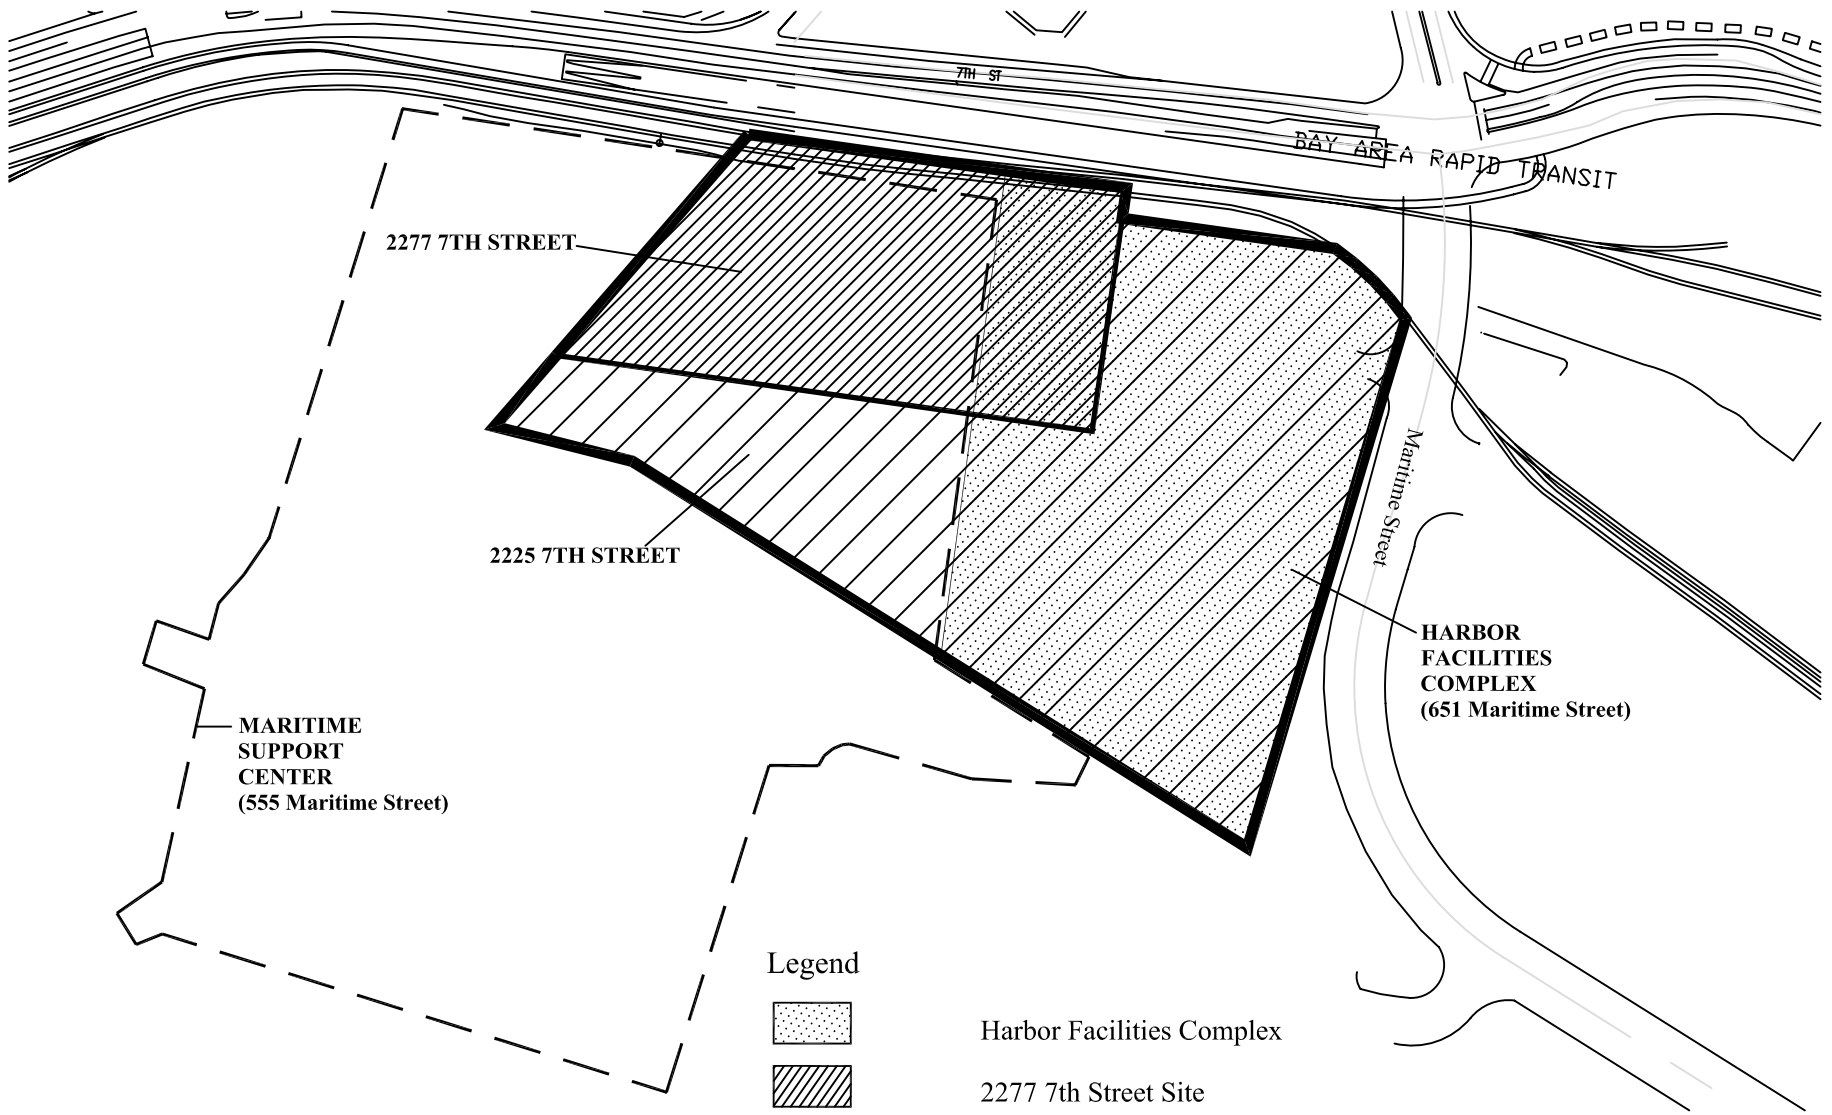 7TH ST
BAY AREA RAPID TRANSIT
2277 7TH STREET
2225 7TH STREET
Maritime Street
HARBOR
FACILITIES
COMPLEX
(651 Maritime Street)
MARITIME
SUPPORT
CENTER
(555 Maritime Street)
Legend
Harbor Facilities Complex
2277 7th Street Site